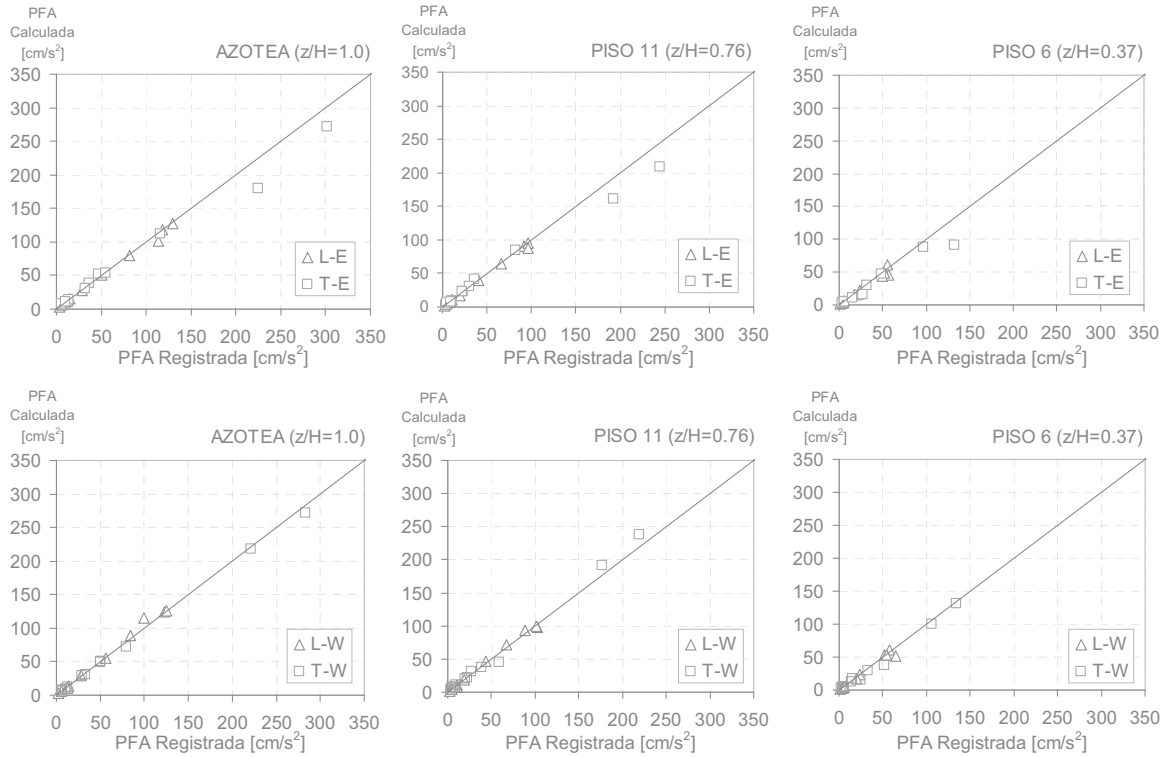 PFA
Calculada
[cm/s²]
AZOTEA (z/H=1.0)
350
300
250
200
150
100
50
0
0 50 100 150 200 250 300 350
PFA Registrada [cm/s²]
L-E
T-E
PFA
Calculada
[cm/s²]
PISO 11 (z/H=0.76)
350
300
250
200
150
100
50
0
0 50 100 150 200 250 300 350
PFA Registrada [cm/s²]
L-E
T-E
PFA
Calculada
[cm/s²]
PISO 6 (z/H=0.37)
350
300
250
200
150
100
50
0
0 50 100 150 200 250 300 350
PFA Registrada [cm/s²]
L-E
T-E
PFA
Calculada
[cm/s²]
AZOTEA (z/H=1.0)
350
300
250
200
150
100
50
0
0 50 100 150 200 250 300 350
PFA Registrada [cm/s²]
L-W
T-W
PFA
Calculada
[cm/s²]
PISO 11 (z/H=0.76)
350
300
250
200
150
100
50
0
0 50 100 150 200 250 300 350
PFA Registrada [cm/s²]
L-W
T-W
PFA
Calculada
[cm/s²]
PISO 6 (z/H=0.37)
350
300
250
200
150
100
50
0
0 50 100 150 200 250 300 350
PFA Registrada [cm/s²]
L-W
T-W